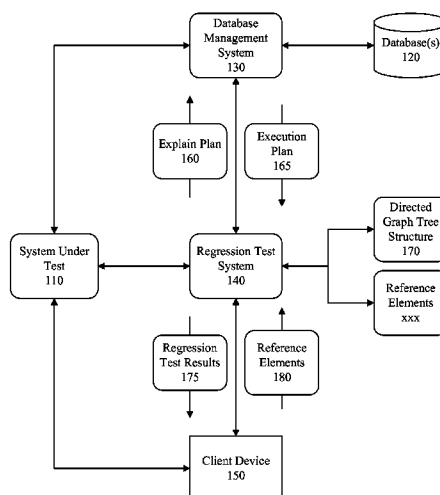 Database
Management
System
130
Database(s)
120
Explain Plan
160
Execution
Plan
165
System Under
Test
110
Regression Test
System
140
Directed
Graph Tree
Structure
170
Reference
Elements
xxx
Regression
Test Results
175
Reference
Elements
180
Client Device
150